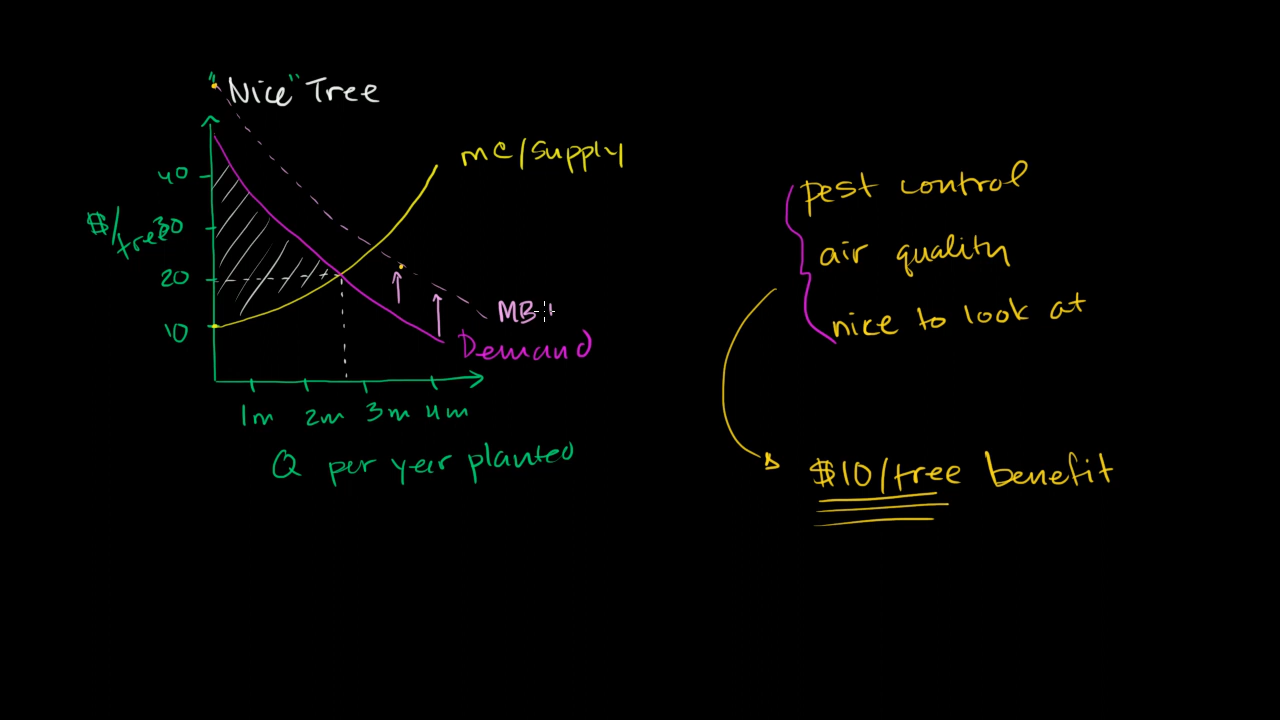 "Nice" Tree
mc/supply
40
$/tree
30
20
10
MB+
Demand
1m 2m 3m 4m
Q per year planted
pest control
air quality
nice to look at
$10/tree benefit